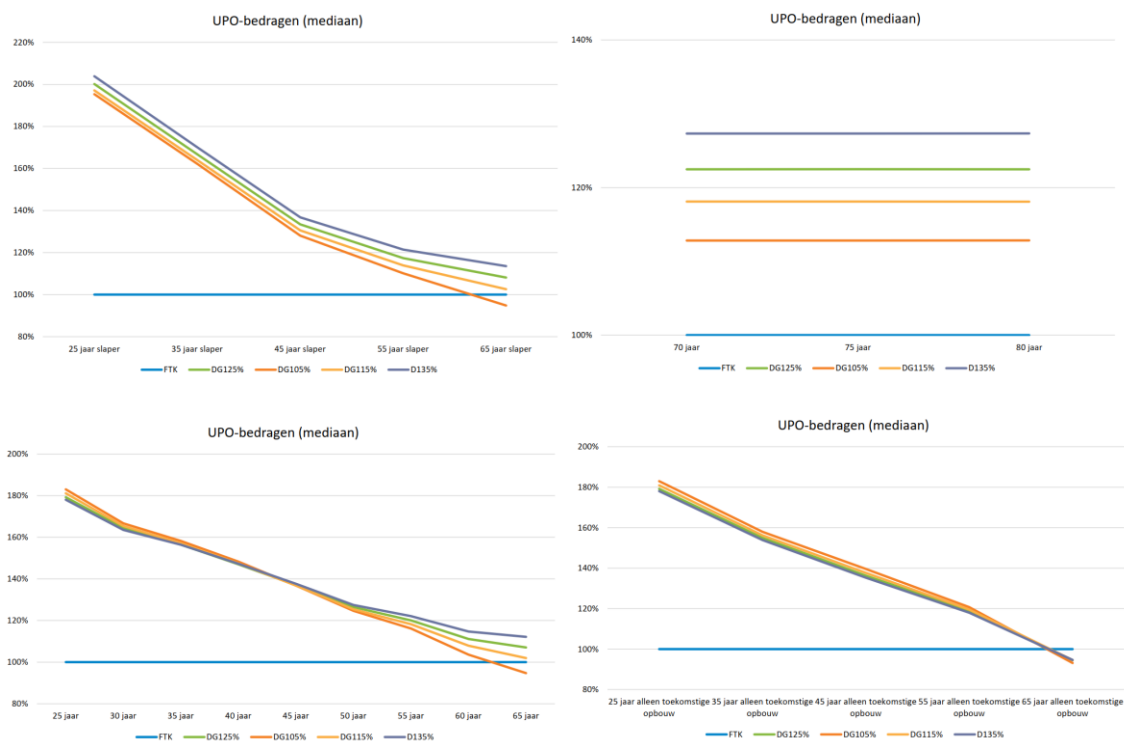 UPO-bedragen (mediaan)
220%
200%
180%
160%
140%
120%
100%
80%
25 jaar slaper 35 jaar slaper 45 jaar slaper 55 jaar slaper 65 jaar slaper
FTK DG125% DG105% DG115% D135%
UPO-bedragen (mediaan)
140%
120%
100%
70 jaar 75 jaar 80 jaar
FTK DG125% DG105% DG115% D135%
UPO-bedragen (mediaan)
200%
180%
160%
140%
120%
100%
80%
25 jaar 30 jaar 35 jaar 40 jaar 45 jaar 50 jaar 55 jaar 60 jaar 65 jaar
FTK DG125% DG105% DG115% D135%
UPO-bedragen (mediaan)
200%
180%
160%
140%
120%
100%
80%
25 jaar alleen toekomstige 35 jaar alleen toekomstige 45 jaar alleen toekomstige 55 jaar alleen toekomstige 65 jaar alleen toekomstige
opbouw opbouw opbouw opbouw opbouw
FTK DG125% DG105% DG115% D135%